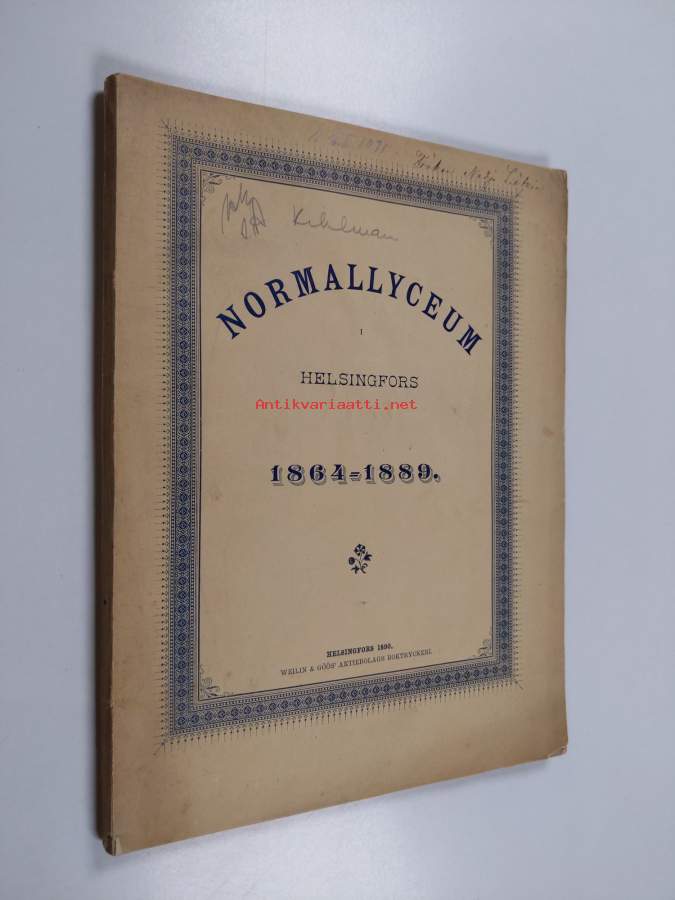 Kihlman
NORMALLYCEUM
I
HELSINGFORS
Antikvariaatti.net
1864=1889.
HELSINGFORS 1890.
WEILIN & GÖÖS' AKTIEBOLAGS BOKTRYCKERI.